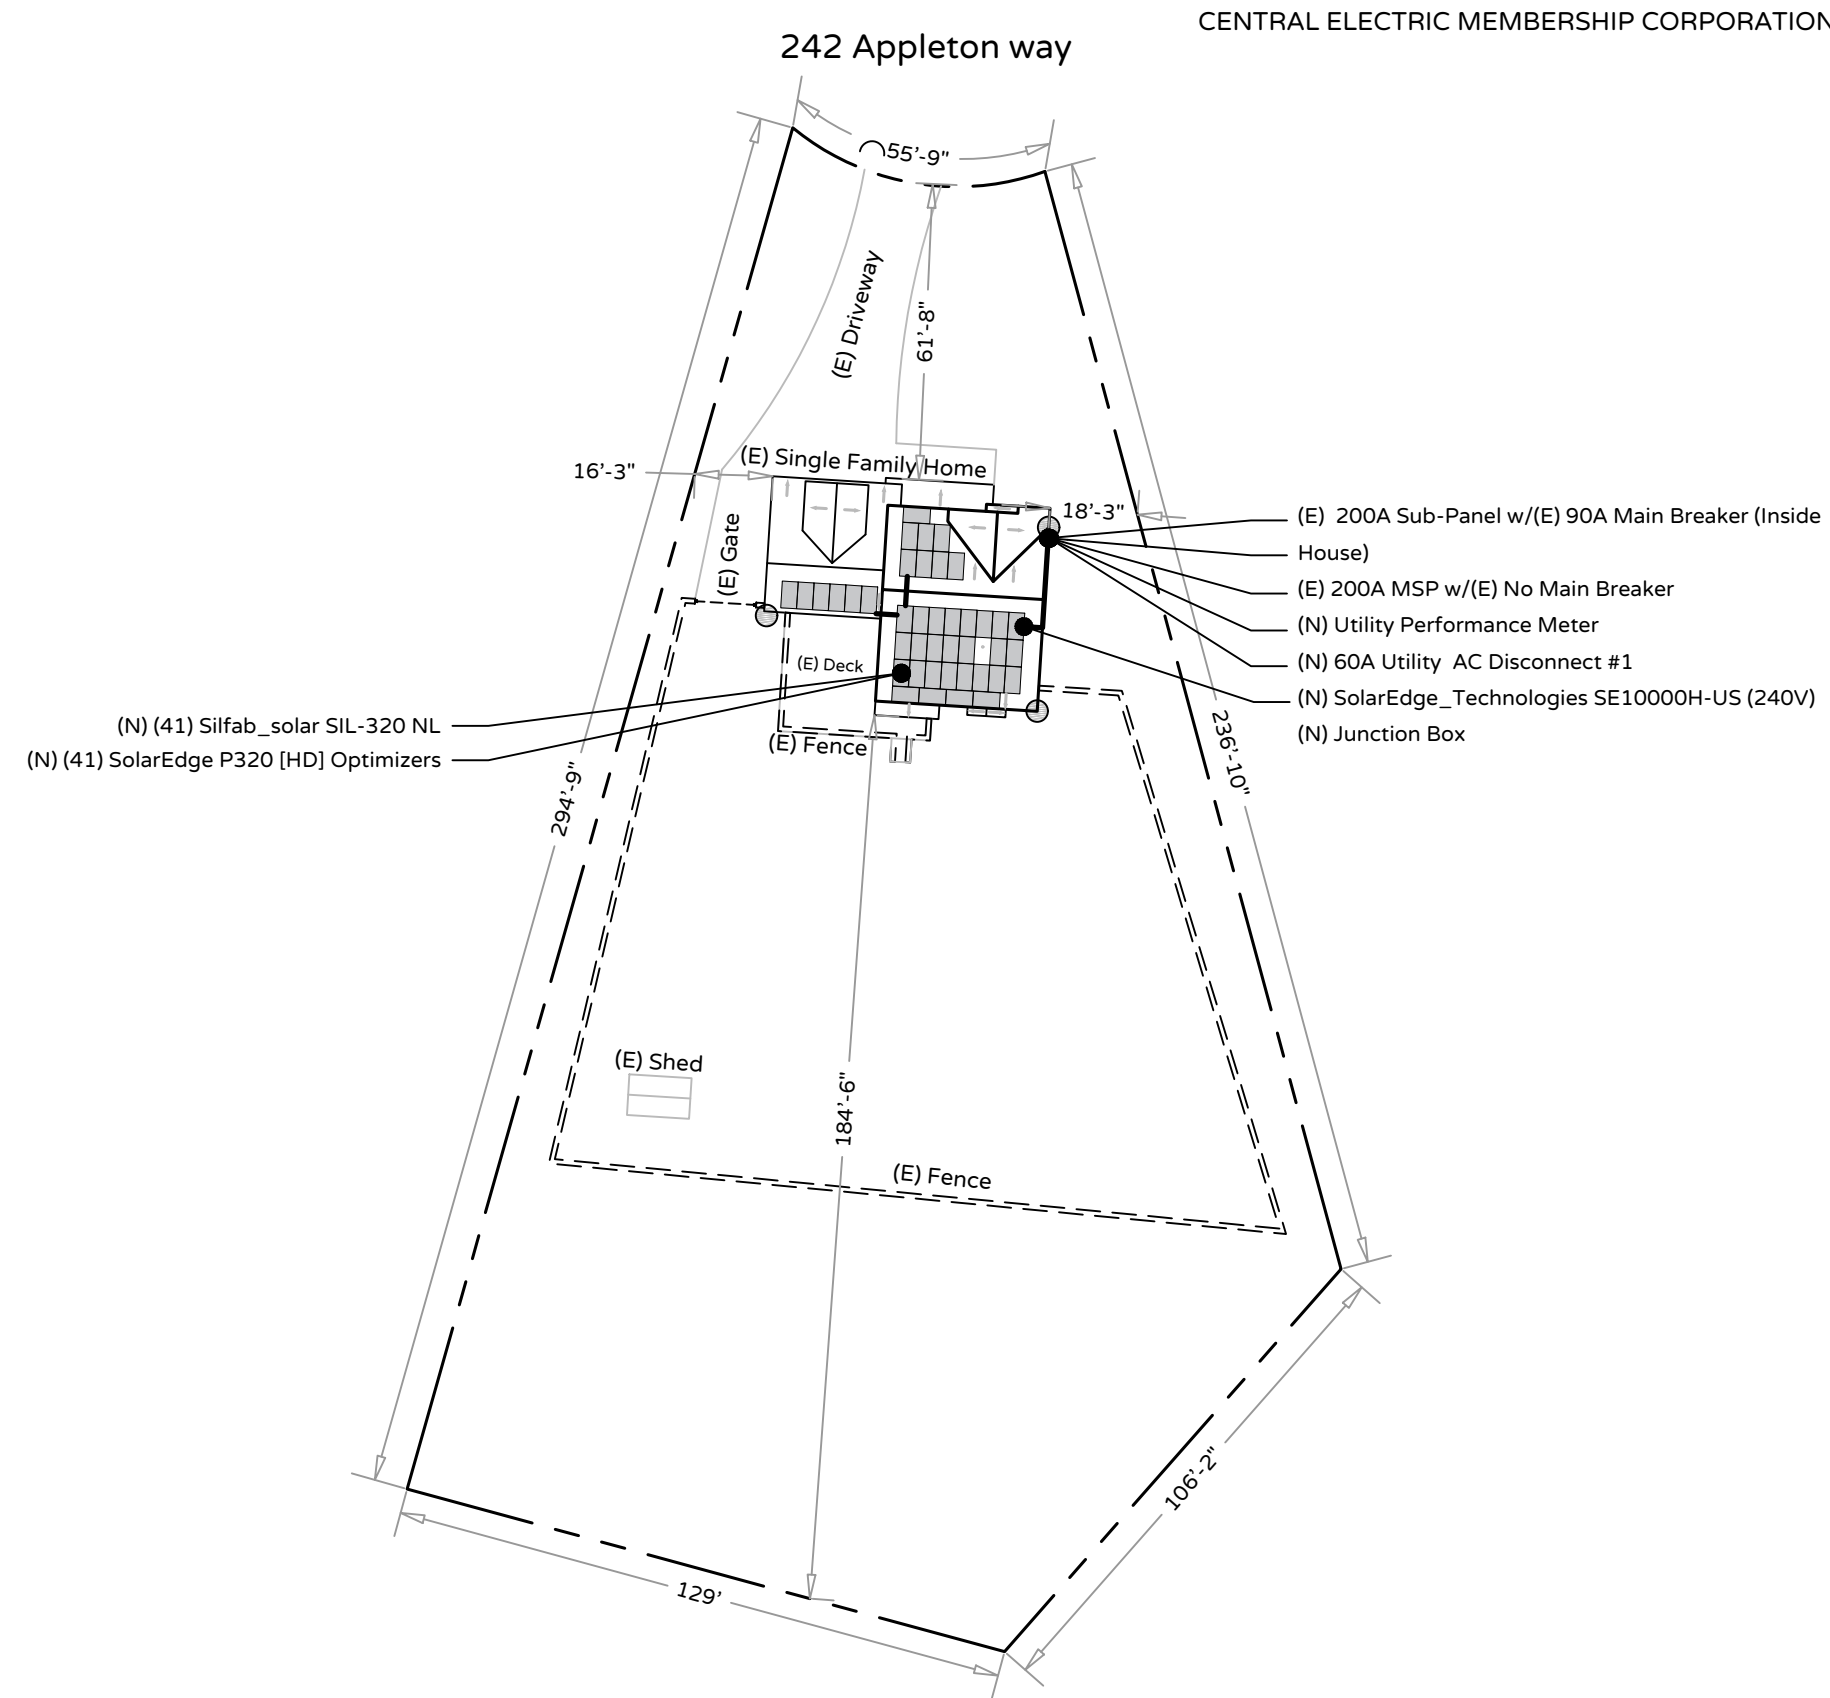 CENTRAL ELECTRIC MEMBERSHIP CORPORATION
242 Appleton way
55'-9"
(E) Driveway
61'-8"
(E) Single Family Home
16'-3"
18'-3"
(E) Gate
(E) 200A Sub-Panel w/(E) 90A Main Breaker (Inside
House)
(E) 200A MSP w/(E) No Main Breaker
(N) Utility Performance Meter
(N) 60A Utility AC Disconnect #1
(N) SolarEdge_Technologies SE10000H-US (240V)
(N) Junction Box
(E) Deck
(N) (41) Silfab_solar SIL-320 NL
(N) (41) SolarEdge P320 [HD] Optimizers
(E) Fence
236'-10"
294'-9"
(E) Shed
184'-6"
(E) Fence
106'-2"
129'